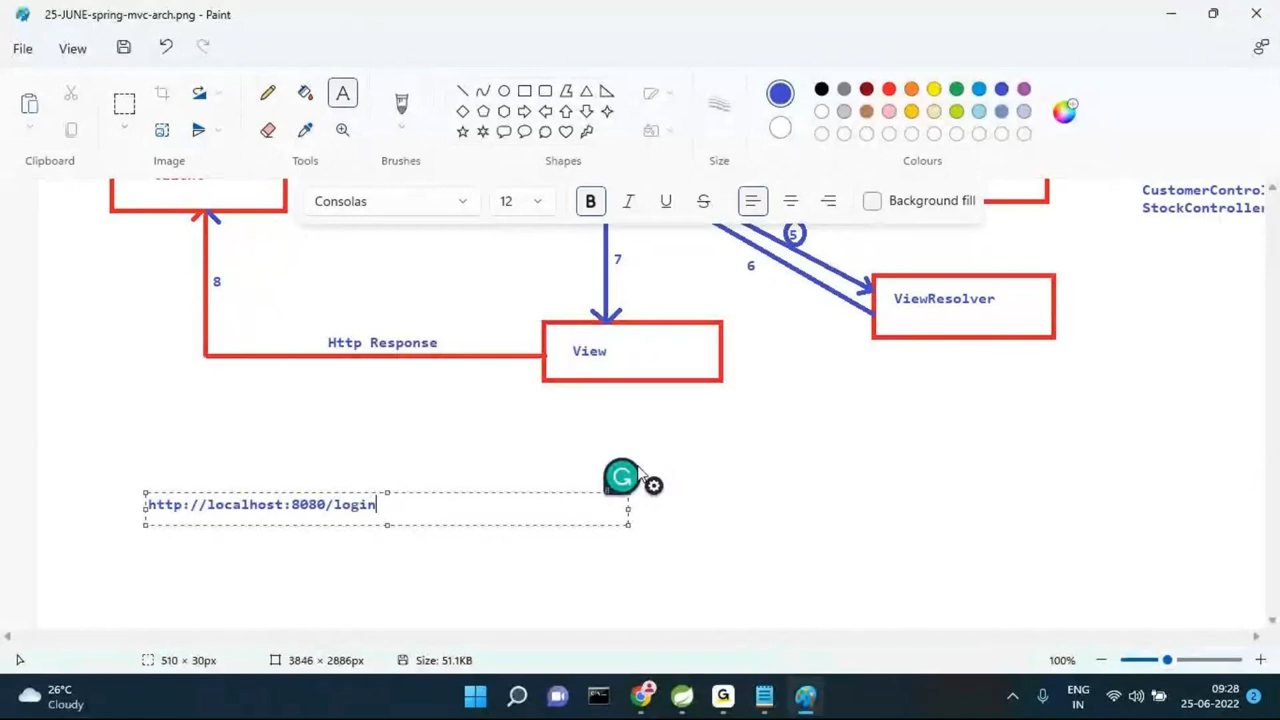 25-JUNE-spring-mvc-arch.png - Paint
File
View
A
Clipboard
Image
Tools
Brushes
Shapes
Size
Colours
Consolas
12
B
I
U
S
Background fill
CustomerContro
StockController
5
7
6
8
ViewResolver
Http Response
View
G
http://localhost:8080/login
510 × 30px
3846 × 2886px
Size: 51.1KB
100%
26°C
Cloudy
G
ENG
IN
09:28
25-06-2022
2